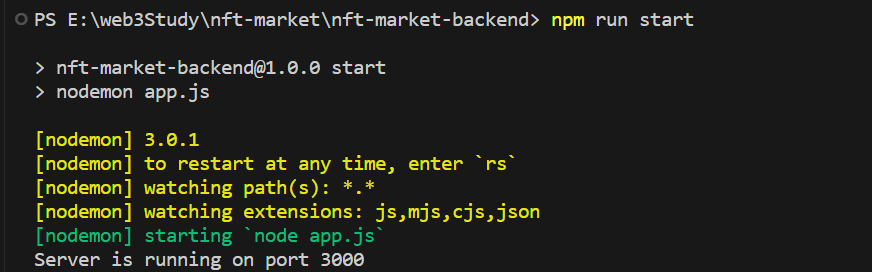 PS E:\web3Study\nft-market\nft-market-backend> npm run start
> nft-market-backend@1.0.0 start
> nodemon app.js
[nodemon] 3.0.1
[nodemon] to restart at any time, enter `rs`
[nodemon] watching path(s): *.*
[nodemon] watching extensions: js,mjs,cjs,json
[nodemon] starting `node app.js`
Server is running on port 3000